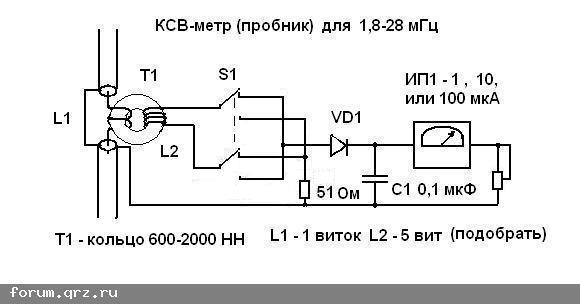 КСВ-метр (пробник) для 1,8-28 мГц
T1
S1
ИП1 - 1 , 10,
или 100 мкА
L1
VD1
L2
51 Ом
C1 0,1 мкФ
T1 - кольцо 600-2000 НН
L1 - 1 виток L2 - 5 вит (подобрать)
forum.qrz.ru